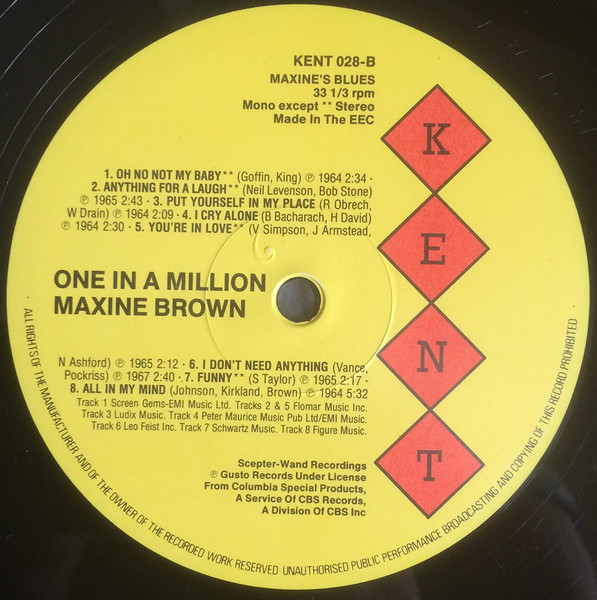 KENT 028-B
MAXINE'S BLUES
33 1/3 rpm
Mono except ** Stereo
Made In The EEC
K
E
N
T
1. OH NO NOT MY BABY** (Goffin, King) ℗ 1964 2:34 ·
2. ANYTHING FOR A LAUGH** (Neil Levenson, Bob Stone)
℗ 1965 2:43 · 3. PUT YOURSELF IN MY PLACE (R Obrech,
W Drain) ℗ 1964 2:09 · 4. I CRY ALONE (B Bacharach, H David)
℗ 1964 2:30 · 5. YOU'RE IN LOVE** (V Simpson, J Armstead,
ONE IN A MILLION
MAXINE BROWN
N Ashford) ℗ 1965 2:12 · 6. I DON'T NEED ANYTHING (Vance,
Pockriss) ℗ 1967 2:40 · 7. FUNNY** (S Taylor) ℗ 1965 2:17 ·
8. ALL IN MY MIND (Johnson, Kirkland, Brown) ℗ 1964 5:32
Track 1 Screen Gems-EMI Music Ltd. Tracks 2 & 5 Flomar Music Inc.
Track 3 Ludix Music. Track 4 Peter Maurice Music Pub Ltd/EMI Music.
Track 6 Leo Feist Inc. Track 7 Schwartz Music. Track 8 Figure Music.
Scepter-Wand Recordings
℗ Gusto Records Under License
From Columbia Special Products,
A Service Of CBS Records,
A Division Of CBS Inc
· ALL RIGHTS OF THE MANUFACTURER AND OF THE OWNER OF THE RECORDED WORK RESERVED · UNAUTHORISED PUBLIC PERFORMANCE BROADCASTING AND COPYING OF THIS RECORD PROHIBITED ·